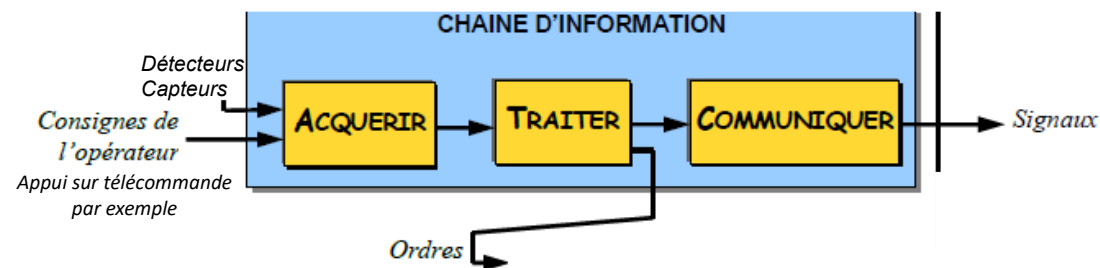 CHAINE D'INFORMATION
Détecteurs
Capteurs
Consignes de
l'opérateur
Appui sur télécommande
par exemple
ACQUERIR
TRAITER
COMMUNIQUER
Signaux
Ordres